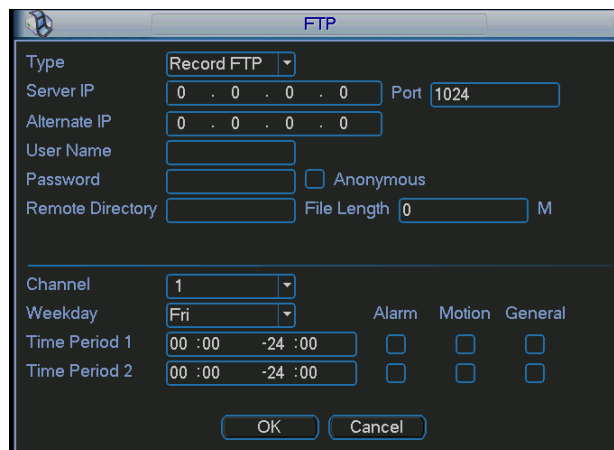 FTP
Type Record FTP
Server IP 0 . 0 . 0 . 0 Port 1024
Alternate IP 0 . 0 . 0 . 0
User Name
Password Anonymous
Remote Directory File Length 0 M
Channel 1
Weekday Fri Alarm Motion General
Time Period 1 00 :00 -24 :00
Time Period 2 00 :00 -24 :00
OK Cancel